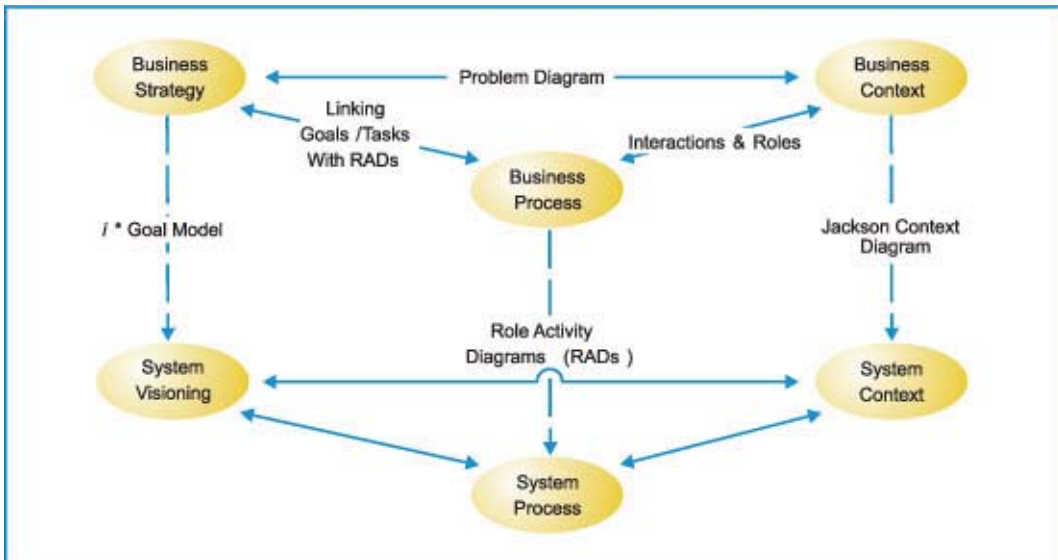 Business
Strategy
Problem Diagram
Business
Context
Linking
Goals /Tasks
With RADs
Interactions & Roles
Business
Process
i * Goal Model
Jackson Context
Diagram
Role Activity
Diagrams (RADs )
System
Visioning
System
Context
System
Process